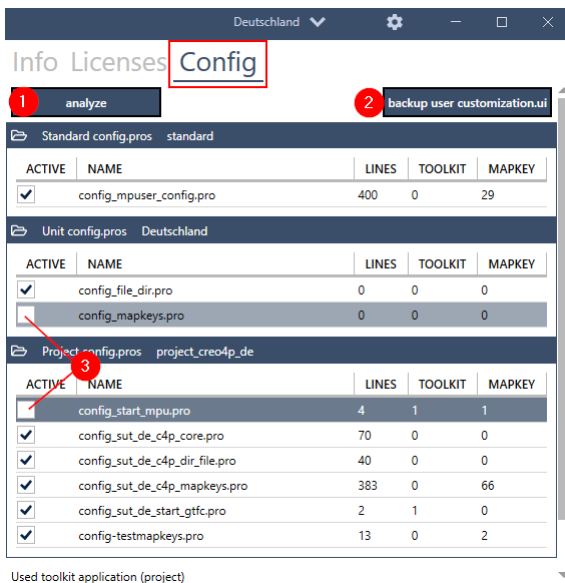 Deutschland
Info Licenses Config
1 analyze 2 backup user customization.ui
Standard config.pros standard
ACTIVE NAME LINES TOOLKIT MAPKEY
config_mpuser_config.pro 400 0 29
Unit config.pros Deutschland
ACTIVE NAME LINES TOOLKIT MAPKEY
config_file_dir.pro 0 0 0
config_mapkeys.pro 0 0 0
Project config.pros project_creo4p_de
3
ACTIVE NAME LINES TOOLKIT MAPKEY
config_start_mpu.pro 4 1 1
config_sut_de_c4p_core.pro 70 0 0
config_sut_de_c4p_dir_file.pro 40 0 0
config_sut_de_c4p_mapkeys.pro 383 0 66
config_sut_de_start_gtfc.pro 2 1 0
config-testmapkeys.pro 13 0 2
Used toolkit application (project)